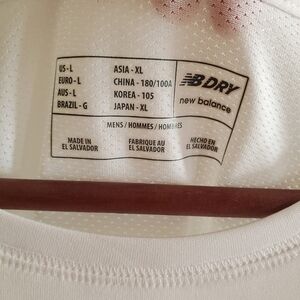 US - L ASIA - XL
EURO - L CHINA - 180/100A
AUS - L KOREA - 105
BRAZIL - G JAPAN - XL
NB DRY
new balance
MENS / HOMMES / HOMBRES
MADE IN
EL SALVADOR
FABRIQUE AU
EL SALVADOR
HECHO EN
EL SALVADOR